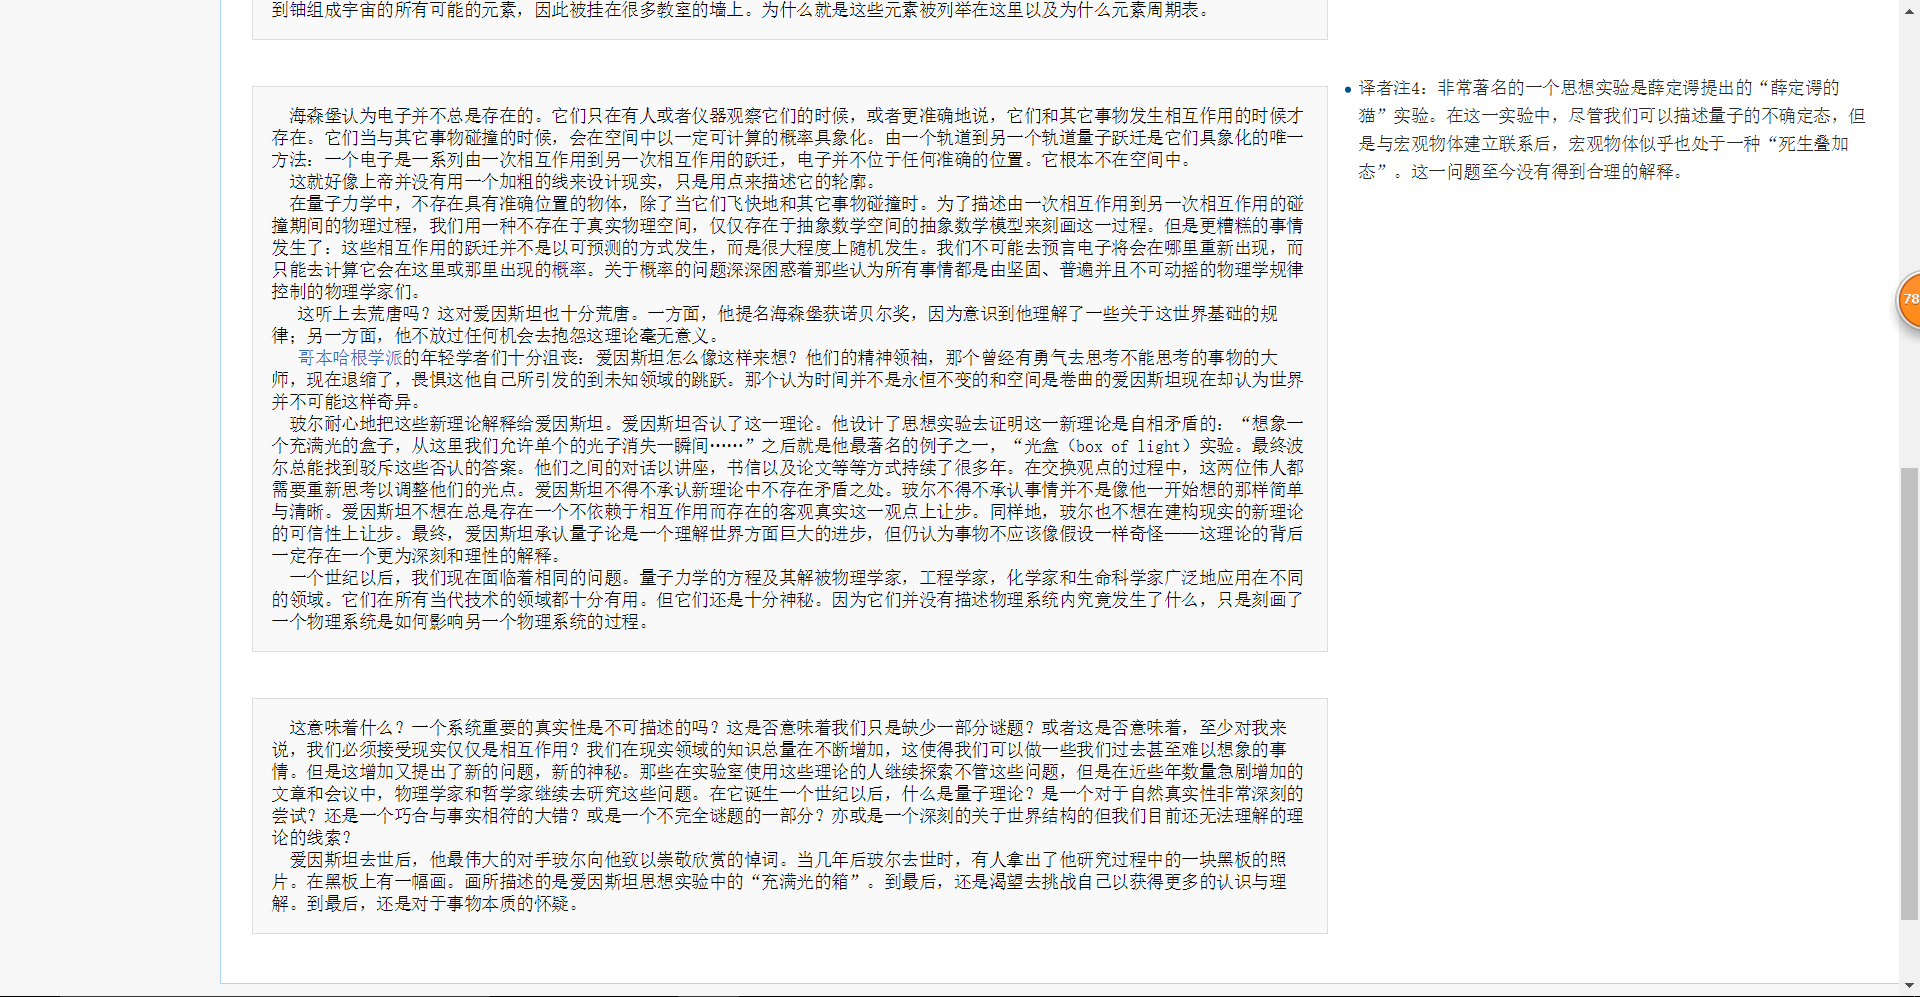 到铀组成宇宙的所有可能的元素，因此被挂在很多教室的墙上。为什么就是这些元素被列举在这里以及为什么元素周期表。
海森堡认为电子并不总是存在的。它们只在有人或者仪器观察它们的时候，或者更准确地说，它们和其它事物发生相互作用的时候才
存在。它们当与其它事物碰撞的时候，会在空间中以一定可计算的概率具象化。由一个轨道到另一个轨道量子跃迁是它们具象化的唯一
方法：一个电子是一系列由一次相互作用到另一次相互作用的跃迁，电子并不位于任何准确的位置。它根本不在空间中。
这就好像上帝并没有用一个加粗的线来设计现实，只是用点来描述它的轮廓。
在量子力学中，不存在具有准确位置的物体，除了当它们飞快地和其它事物碰撞时。为了描述由一次相互作用到另一次相互作用的碰
撞期间的物理过程，我们用一种不存在于真实物理空间，仅仅存在于抽象数学空间的抽象数学模型来刻画这一过程。但是更糟糕的事情
发生了：这些相互作用的跃迁并不是以可预测的方式发生，而是很大程度上随机发生。我们不可能去预言电子将会在哪里重新出现，而
只能去计算它会在这里或那里出现的概率。关于概率的问题深深困惑着那些认为所有事情都是由坚固、普遍并且不可动摇的物理学规律
控制的物理学家们。
这听上去荒唐吗？这对爱因斯坦也十分荒唐。一方面，他提名海森堡获诺贝尔奖，因为意识到他理解了一些关于这世界基础的规
律；另一方面，他不放过任何机会去抱怨这理论毫无意义。
哥本哈根学派的年轻学者们十分沮丧：爱因斯坦怎么像这样来想？他们的精神领袖，那个曾经有勇气去思考不能思考的事物的大
师，现在退缩了，畏惧这他自己所引发的到未知领域的跳跃。那个认为时间并不是永恒不变的和空间是卷曲的爱因斯坦现在却认为世界
并不可能这样奇异。
玻尔耐心地把这些新理论解释给爱因斯坦。爱因斯坦否认了这一理论。他设计了思想实验去证明这一新理论是自相矛盾的：“想象一
个充满光的盒子，从这里我们允许单个的光子消失一瞬间……”之后就是他最著名的例子之一，“光盒（box of light）实验。最终波
尔总能找到驳斥这些否认的答案。他们之间的对话以讲座，书信以及论文等等方式持续了很多年。在交换观点的过程中，这两位伟人都
需要重新思考以调整他们的光点。爱因斯坦不得不承认新理论中不存在矛盾之处。玻尔不得不承认事情并不是像他一开始想的那样简单
与清晰。爱因斯坦不想在总是存在一个不依赖于相互作用而存在的客观真实这一观点上让步。同样地，玻尔也不想在建构现实的新理论
的可信性上让步。最终，爱因斯坦承认量子论是一个理解世界方面巨大的进步，但仍认为事物不应该像假设一样奇怪——这理论的背后
一定存在一个更为深刻和理性的解释。
一个世纪以后，我们现在面临着相同的问题。量子力学的方程及其解被物理学家，工程学家，化学家和生命科学家广泛地应用在不同
的领域。它们在所有当代技术的领域都十分有用。但它们还是十分神秘。因为它们并没有描述物理系统内究竟发生了什么，只是刻画了
一个物理系统是如何影响另一个物理系统的过程。
这意味着什么？一个系统重要的真实性是不可描述的吗？这是否意味着我们只是缺少一部分谜题？或者这是否意味着，至少对我来
说，我们必须接受现实仅仅是相互作用？我们在现实领域的知识总量在不断增加，这使得我们可以做一些我们过去甚至难以想象的事
情。但是这增加又提出了新的问题，新的神秘。那些在实验室使用这些理论的人继续探索不管这些问题，但是在近些年数量急剧增加的
文章和会议中，物理学家和哲学家继续去研究这些问题。在它诞生一个世纪以后，什么是量子理论？是一个对于自然真实性非常深刻的
尝试？还是一个巧合与事实相符的大错？或是一个不完全谜题的一部分？亦或是一个深刻的关于世界结构的但我们目前还无法理解的理
论的线索？
爱因斯坦去世后，他最伟大的对手玻尔向他致以崇敬欣赏的悼词。当几年后玻尔去世时，有人拿出了他研究过程中的一块黑板的照
片。在黑板上有一幅画。画所描述的是爱因斯坦思想实验中的“充满光的箱”。到最后，还是渴望去挑战自己以获得更多的认识与理
解。到最后，还是对于事物本质的怀疑。
译者注4：非常著名的一个思想实验是薛定谔提出的“薛定谔的
猫”实验。在这一实验中，尽管我们可以描述量子的不确定态，但
是与宏观物体建立联系后，宏观物体似乎也处于一种“死生叠加
态”。这一问题至今没有得到合理的解释。
78